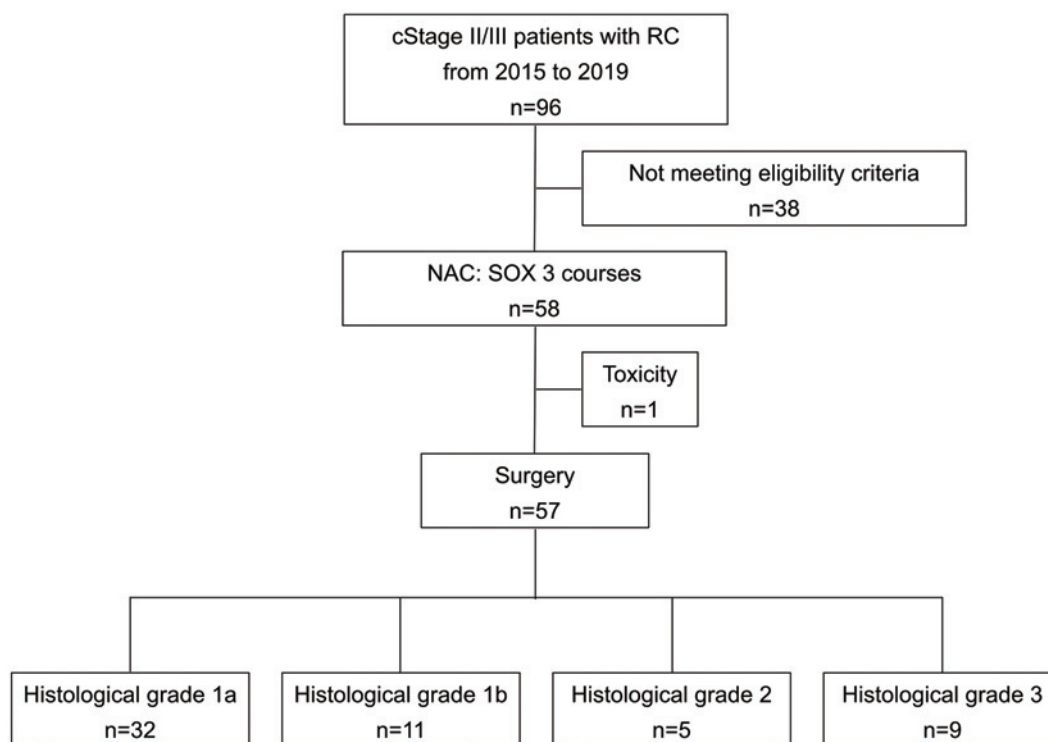 cStage II/III patients with RC
from 2015 to 2019
n=96
Not meeting eligibility criteria
n=38
NAC: SOX 3 courses
n=58
Toxicity
n=1
Surgery
n=57
Histological grade 1a
n=32
Histological grade 1b
n=11
Histological grade 2
n=5
Histological grade 3
n=9